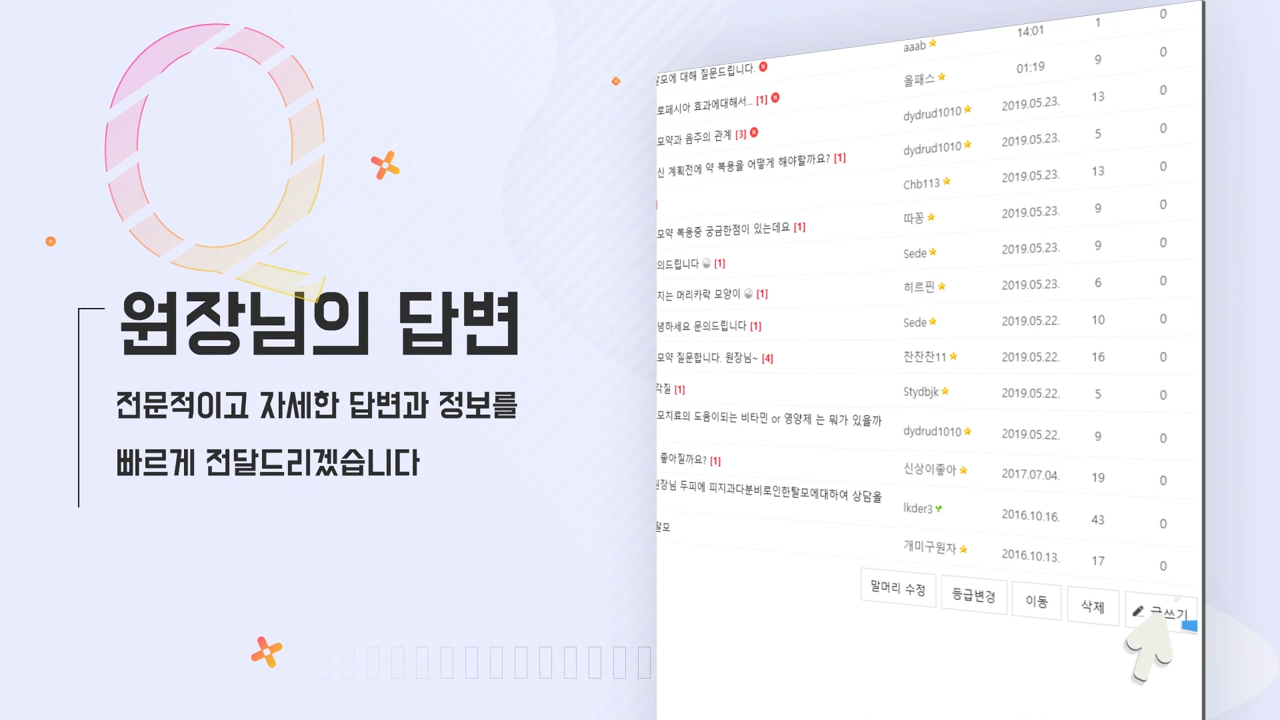 Q
원장님의 답변
전문적이고 자세한 답변과 정보를
빠르게 전달드리겠습니다
aaab 14:01 1 0
탈모에 대해 질문드립니다. 올패스 01:19 9 0
로페시아 효과에대해서... [1] dydrud1010 2019.05.23. 13 0
모약과 음주의 관계 [3] dydrud1010 2019.05.23. 5 0
신 계획전에 약 복용을 어떻게 해야할까요? [1] Chb113 2019.05.23. 13 0
따꽁 2019.05.23. 9 0
모약 복용중 궁금한점이 있는데요 [1] Sede 2019.05.23. 9 0
의드립니다 [1] 히르핀 2019.05.23. 6 0
지는 머리카락 모양이 [1] Sede 2019.05.22. 10 0
녕하세요 문의드립니다 [1] 잔잔잔11 2019.05.22. 16 0
모약 질문합니다. 원장님~ [4] Stydbjk 2019.05.22. 5 0
각질 [1]
모치료의 도움이되는 비타민 or 영양제 는 뭐가 있을까 dydrud1010 2019.05.22. 9 0
좋아질까요? [1] 신상이좋아 2017.07.04. 19 0
원장님 두피에 피지과다분비로인한탈모에대하여 상담을 lkder3 2016.10.16. 43 0
탈모 개미구원자 2016.10.13. 17 0
말머리 수정 등급변경 이동 삭제 글쓰기